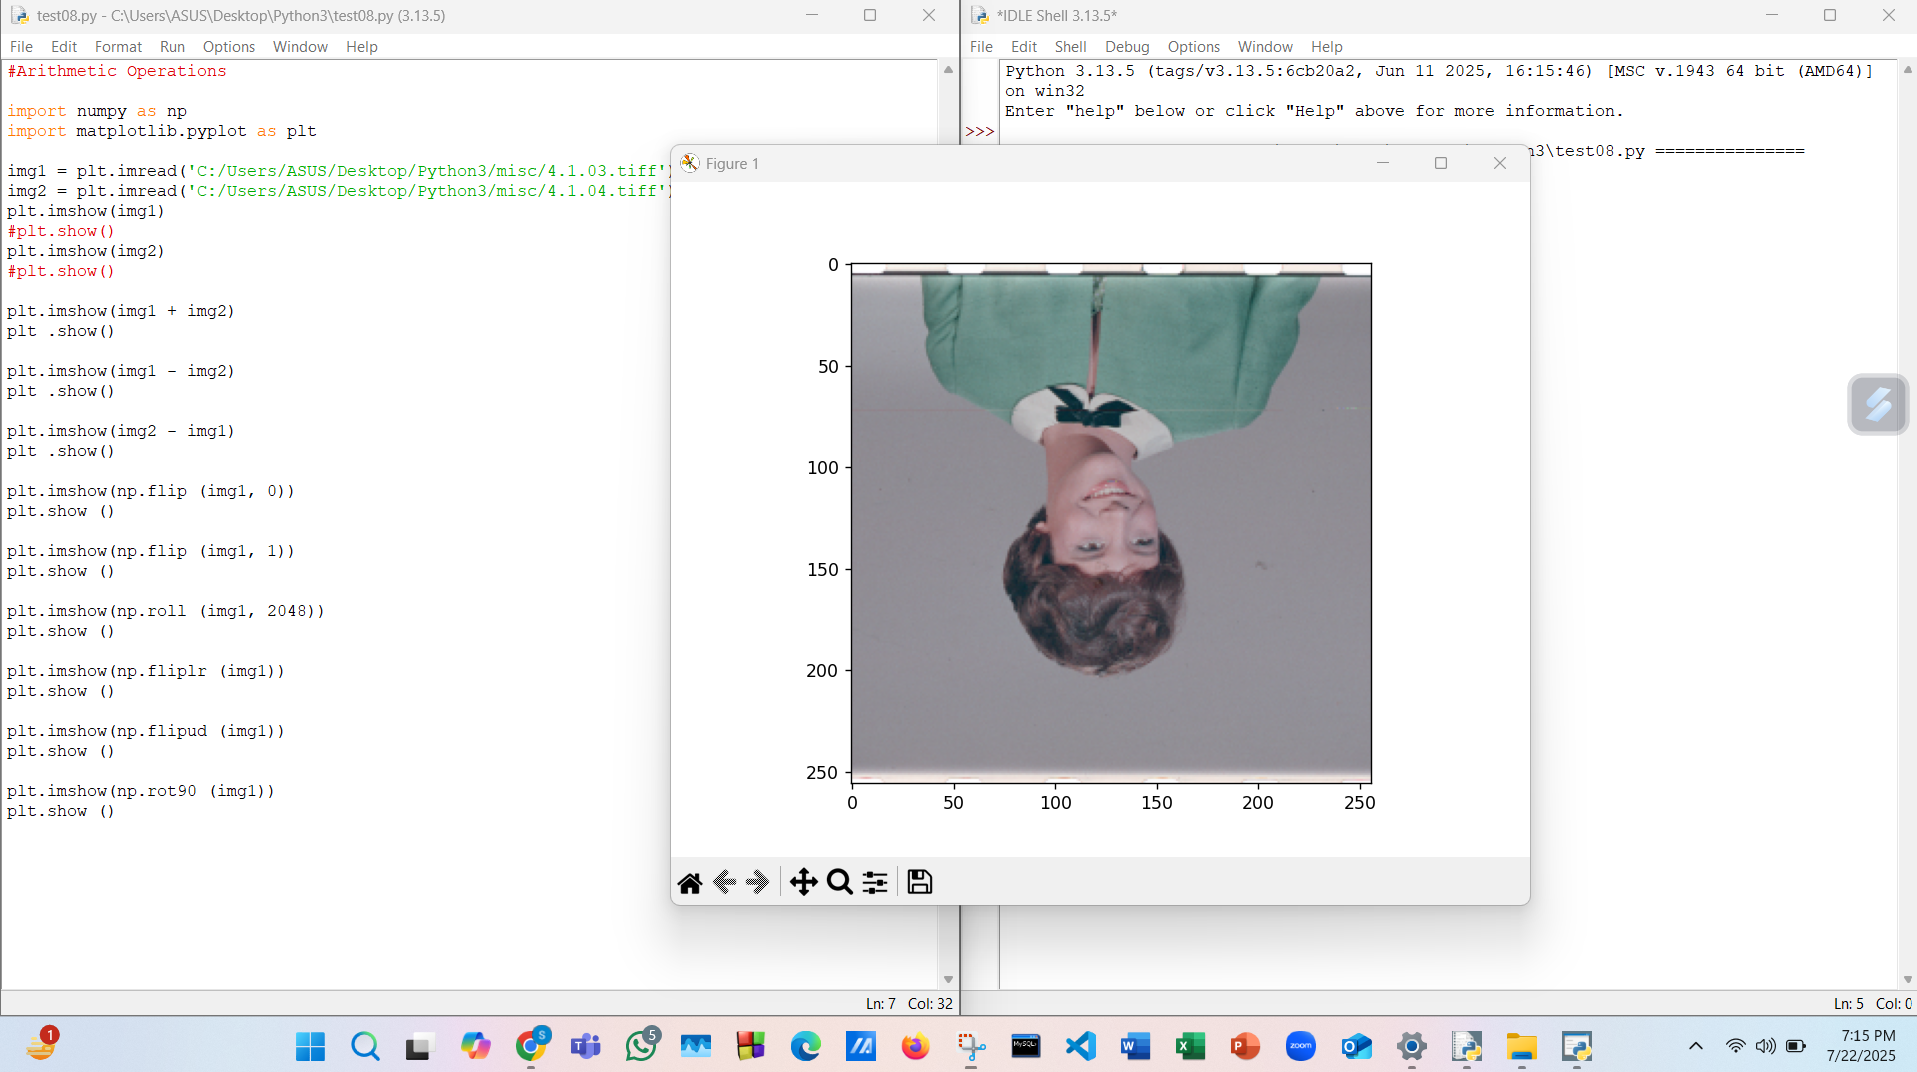 test08.py - C:\Users\ASUS\Desktop\Python3\test08.py (3.13.5)
File Edit Format Run Options Window Help
#Arithmetic Operations
import numpy as np
import matplotlib.pyplot as plt
img1 = plt.imread('C:/Users/ASUS/Desktop/Python3/misc/4.1.03.tiff')
img2 = plt.imread('C:/Users/ASUS/Desktop/Python3/misc/4.1.04.tiff')
plt.imshow(img1)
#plt.show()
plt.imshow(img2)
#plt.show()
plt.imshow(img1 + img2)
plt .show()
plt.imshow(img1 - img2)
plt .show()
plt.imshow(img2 - img1)
plt .show()
plt.imshow(np.flip (img1, 0))
plt.show ()
plt.imshow(np.flip (img1, 1))
plt.show ()
plt.imshow(np.roll (img1, 2048))
plt.show ()
plt.imshow(np.fliplr (img1))
plt.show ()
plt.imshow(np.flipud (img1))
plt.show ()
plt.imshow(np.rot90 (img1))
plt.show ()
Ln: 7 Col: 32
*IDLE Shell 3.13.5*
File Edit Shell Debug Options Window Help
Python 3.13.5 (tags/v3.13.5:6cb20a2, Jun 11 2025, 16:15:46) [MSC v.1943 64 bit (AMD64)]
on win32
Enter "help" below or click "Help" above for more information.
>>>
n3\test08.py ===============
Ln: 5 Col: 0
Figure 1
0
50
100
150
200
250
0 50 100 150 200 250
1
S
5
MySQL
zoom
7:15 PM
7/22/2025